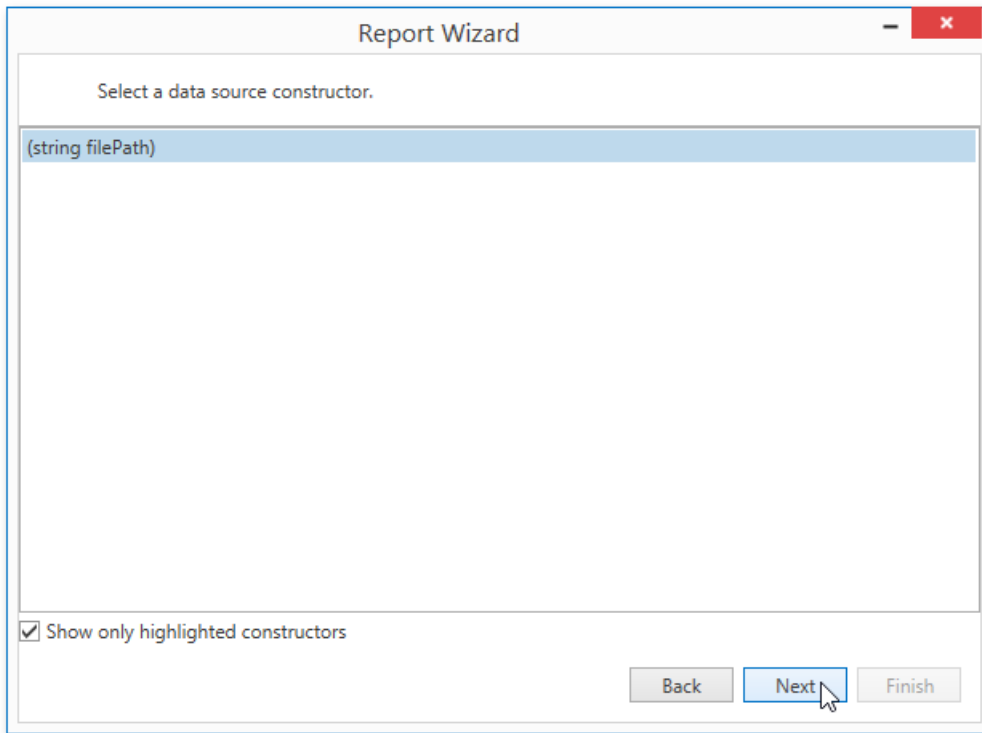 Report Wizard
Select a data source constructor.
(string filePath)
Show only highlighted constructors
Back Next Finish